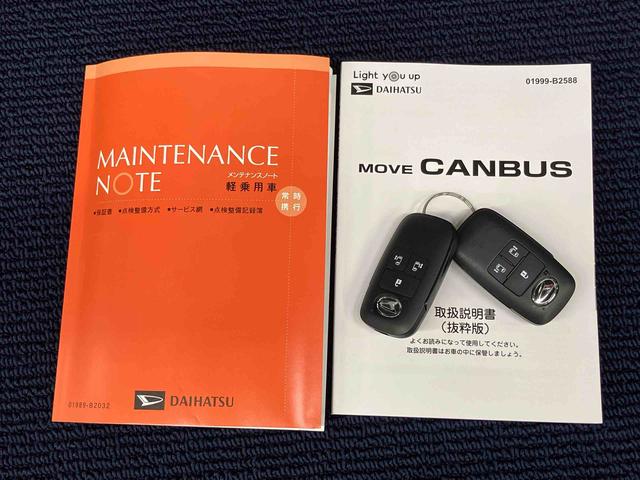 MAINTENANCE
NOTE
メンテナンスノート
軽乗用車
常時
携行
●保証書 ●点検整備方式 ●サービス網 ●点検整備記録簿
DAIHATSU
01989-B2032
Light you up
DAIHATSU
01999-B2588
MOVE CANBUS
取扱説明書
(抜粋版)
よくお読みになって使用してください。
取扱説明書はお車の中に保管しましょう。